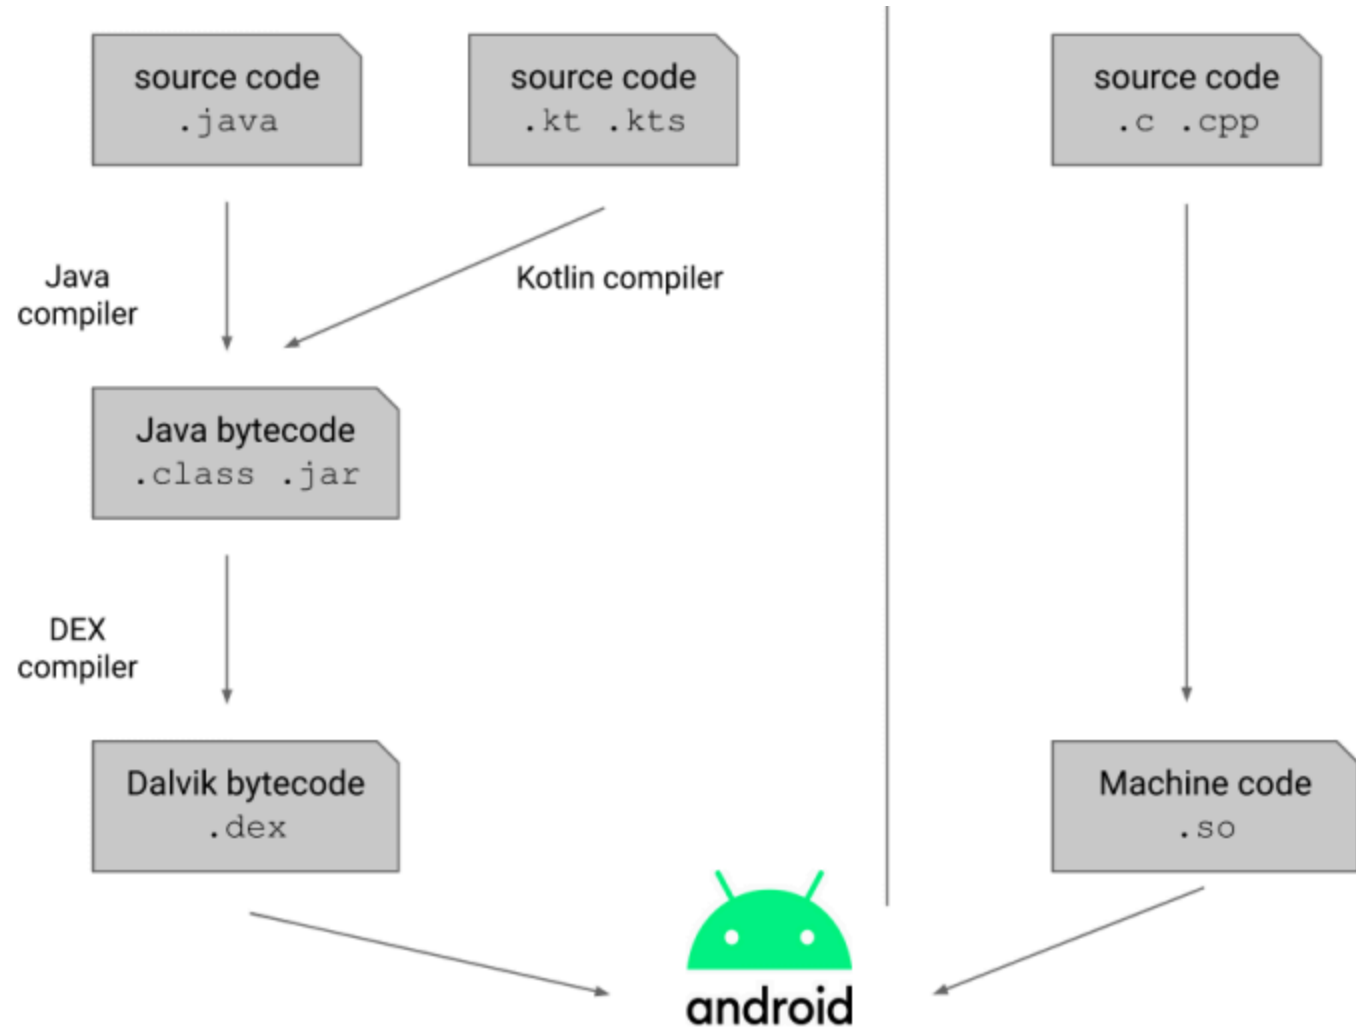 source code
.java
source code
.kt .kts
source code
.c .cpp
Java
compiler
Kotlin compiler
Java bytecode
.class .jar
DEX
compiler
Dalvik bytecode
.dex
Machine code
.so
android